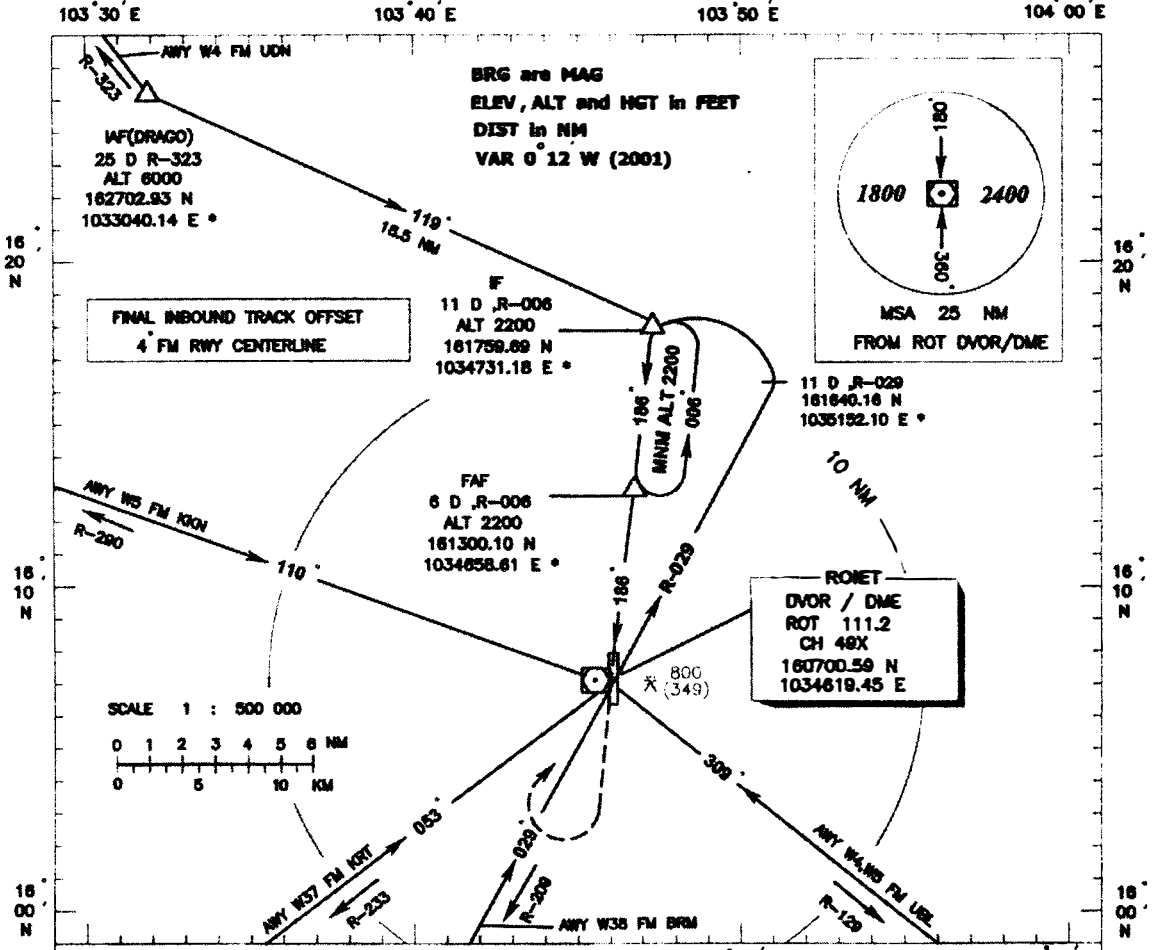 103° 30' E
103° 40' E
103° 50' E
104° 00' E
AWY W4 FM UDN
R-323
IAF(DRAGO)
25 D R-323
ALT 6000
162702.93 N
1033040.14 E *
BRG are MAG
ELEV, ALT and HGT in FEET
DIST in NM
VAR 0° 12' W (2001)
180°
1800
2400
360°
MSA 25 NM
FROM ROT DVOR/DME
119°
16° 20' N
16° 20' N
IF
11 D ,R-006
ALT 2200
161759.69 N
1034731.18 E *
FINAL INBOUND TRACK OFFSET
4° FM RWY CENTERLINE
186°
MNM ALT 2200
006°
11 D ,R-029
161640.16 N
1035152.10 E *
10 NM
FAF
6 D ,R-006
ALT 2200
161300.10 N
1034658.61 E *
AWY W5 FM KKN
R-290
110°
186°
R-029
16° 10' N
16° 10' N
ROIET
DVOR / DME
ROT 111.2
CH 49X
160700.59 N
1034619.45 E
800
(349)
SCALE 1 : 500 000
0 1 2 3 4 5 6 NM
0 5 10 KM
309°
053°
029°
AWY W37 FM KRT
R-233
R-209
AWY W38 FM BRM
AWY W4,W5 FM UBL
R-129
16° 00' N
16° 00' N